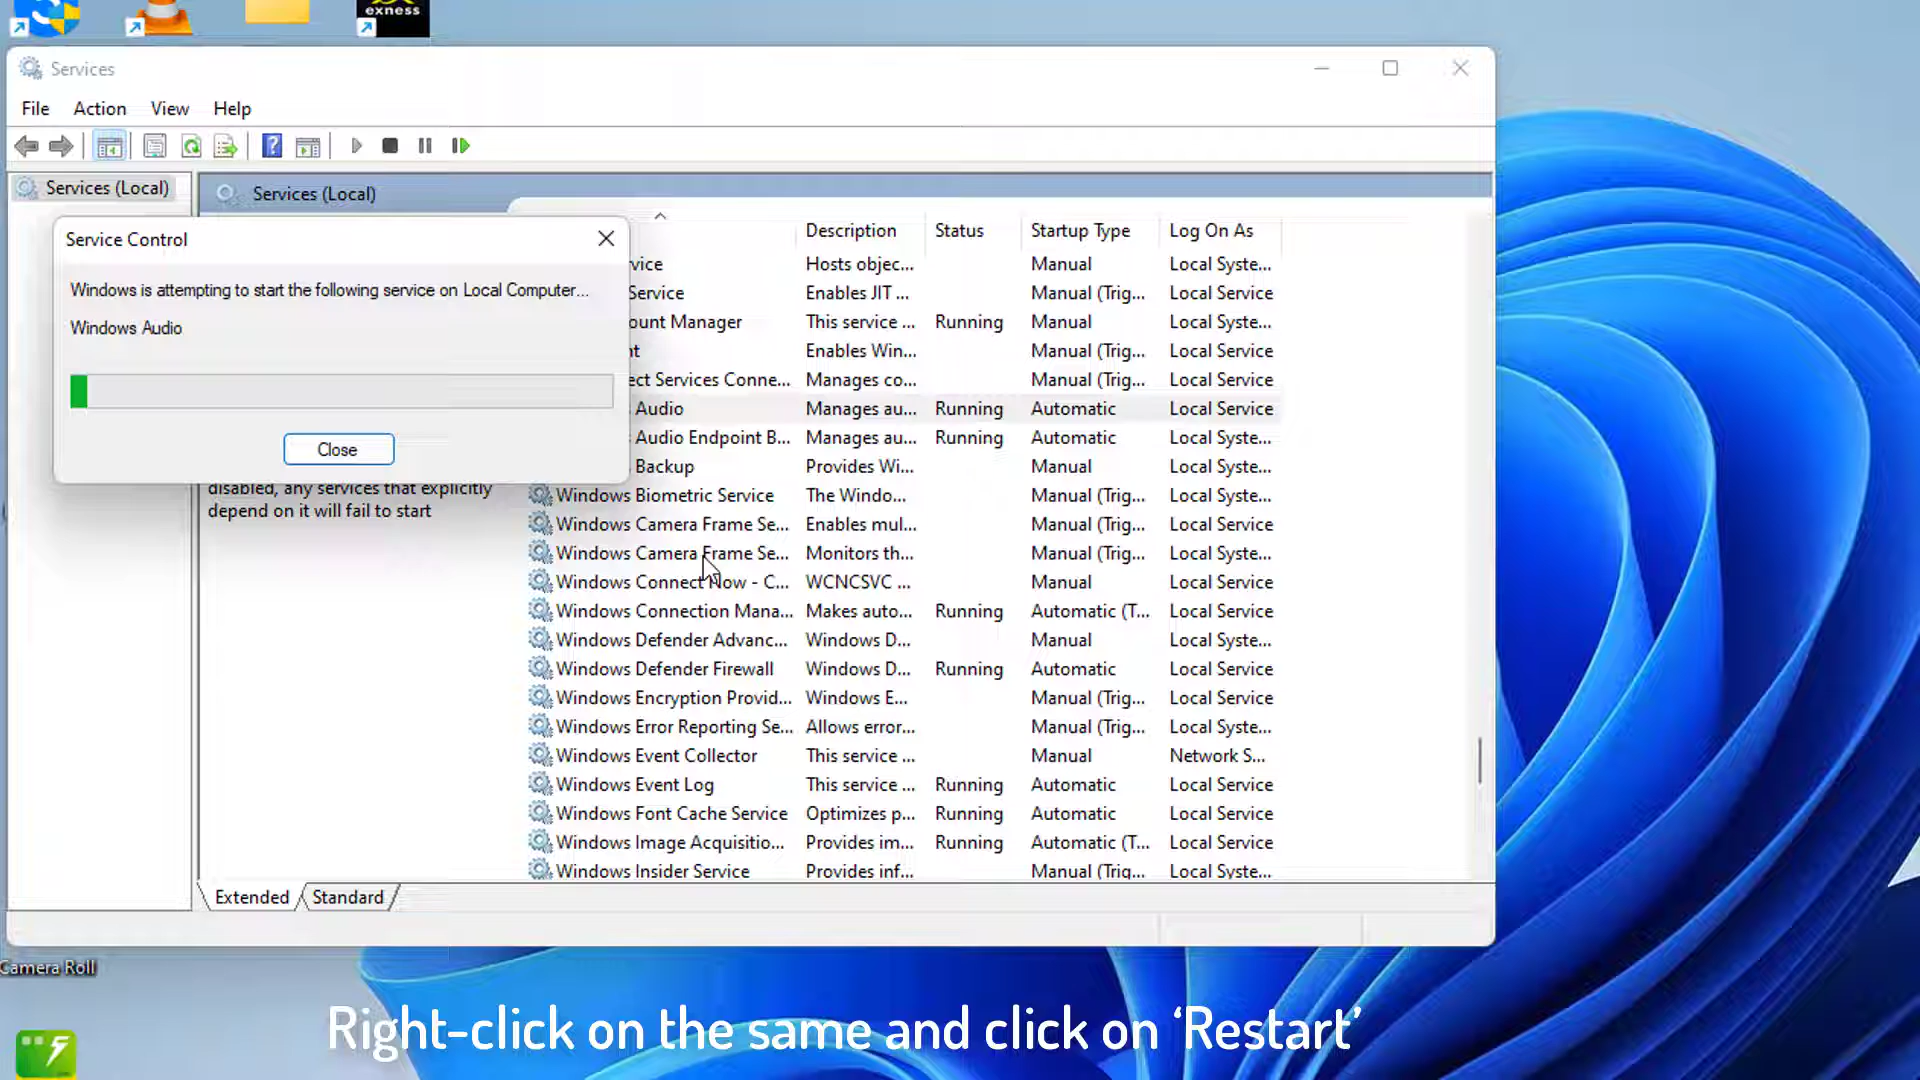 exness
Services
File Action View Help
Services (Local)
Services (Local)
Service Control
Windows is attempting to start the following service on Local Computer...
Windows Audio
Close
disabled, any services that explicitly
depend on it will fail to start
Description Status Startup Type Log On As
vice Hosts objec... Manual Local Syste...
Service Enables JIT ... Manual (Trig... Local Service
ount Manager This service ... Running Manual Local Syste...
nt Enables Win... Manual (Trig... Local Service
ect Services Conne... Manages co... Manual (Trig... Local Service
s Audio Manages au... Running Automatic Local Service
s Audio Endpoint B... Manages au... Running Automatic Local Syste...
s Backup Provides Wi... Manual Local Syste...
Windows Biometric Service The Windo... Manual (Trig... Local Syste...
Windows Camera Frame Se... Enables mul... Manual (Trig... Local Service
Windows Camera Frame Se... Monitors th... Manual (Trig... Local Syste...
Windows Connect Now - C... WCNCSVC ... Manual Local Service
Windows Connection Mana... Makes auto... Running Automatic (T... Local Service
Windows Defender Advanc... Windows D... Manual Local Syste...
Windows Defender Firewall Windows D... Running Automatic Local Service
Windows Encryption Provid... Windows E... Manual (Trig... Local Service
Windows Error Reporting Se... Allows error... Manual (Trig... Local Syste...
Windows Event Collector This service ... Manual Network S...
Windows Event Log This service ... Running Automatic Local Service
Windows Font Cache Service Optimizes p... Running Automatic Local Service
Windows Image Acquisitio... Provides im... Running Automatic (T... Local Service
Windows Insider Service Provides inf... Manual (Trig... Local Syste...
Extended Standard
Camera Roll
Right-click on the same and click on ‘Restart’